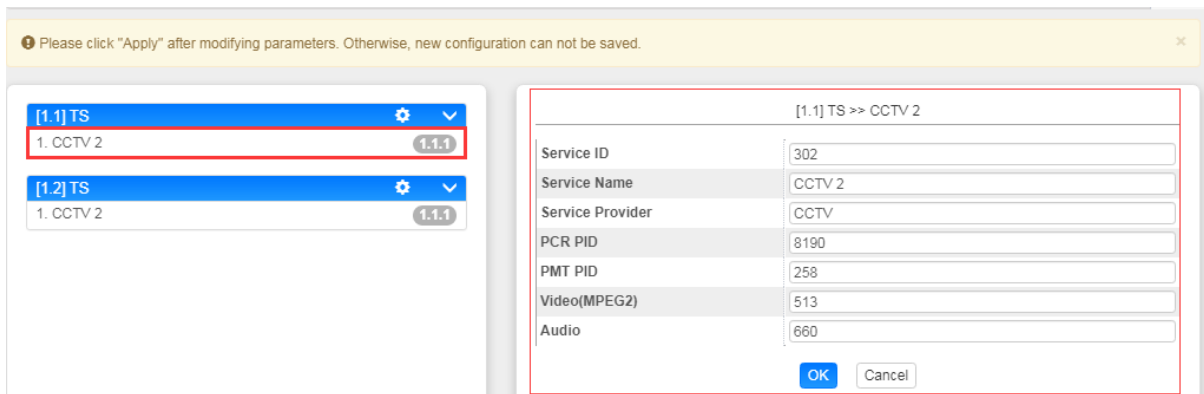 Please click "Apply" after modifying parameters. Otherwise, new configuration can not be saved. ×
[1.1] TS
1. CCTV 2 1.1.1
[1.2] TS
1. CCTV 2 1.1.1
[1.1] TS >> CCTV 2
Service ID 302
Service Name CCTV 2
Service Provider CCTV
PCR PID 8190
PMT PID 258
Video(MPEG2) 513
Audio 660
OK Cancel